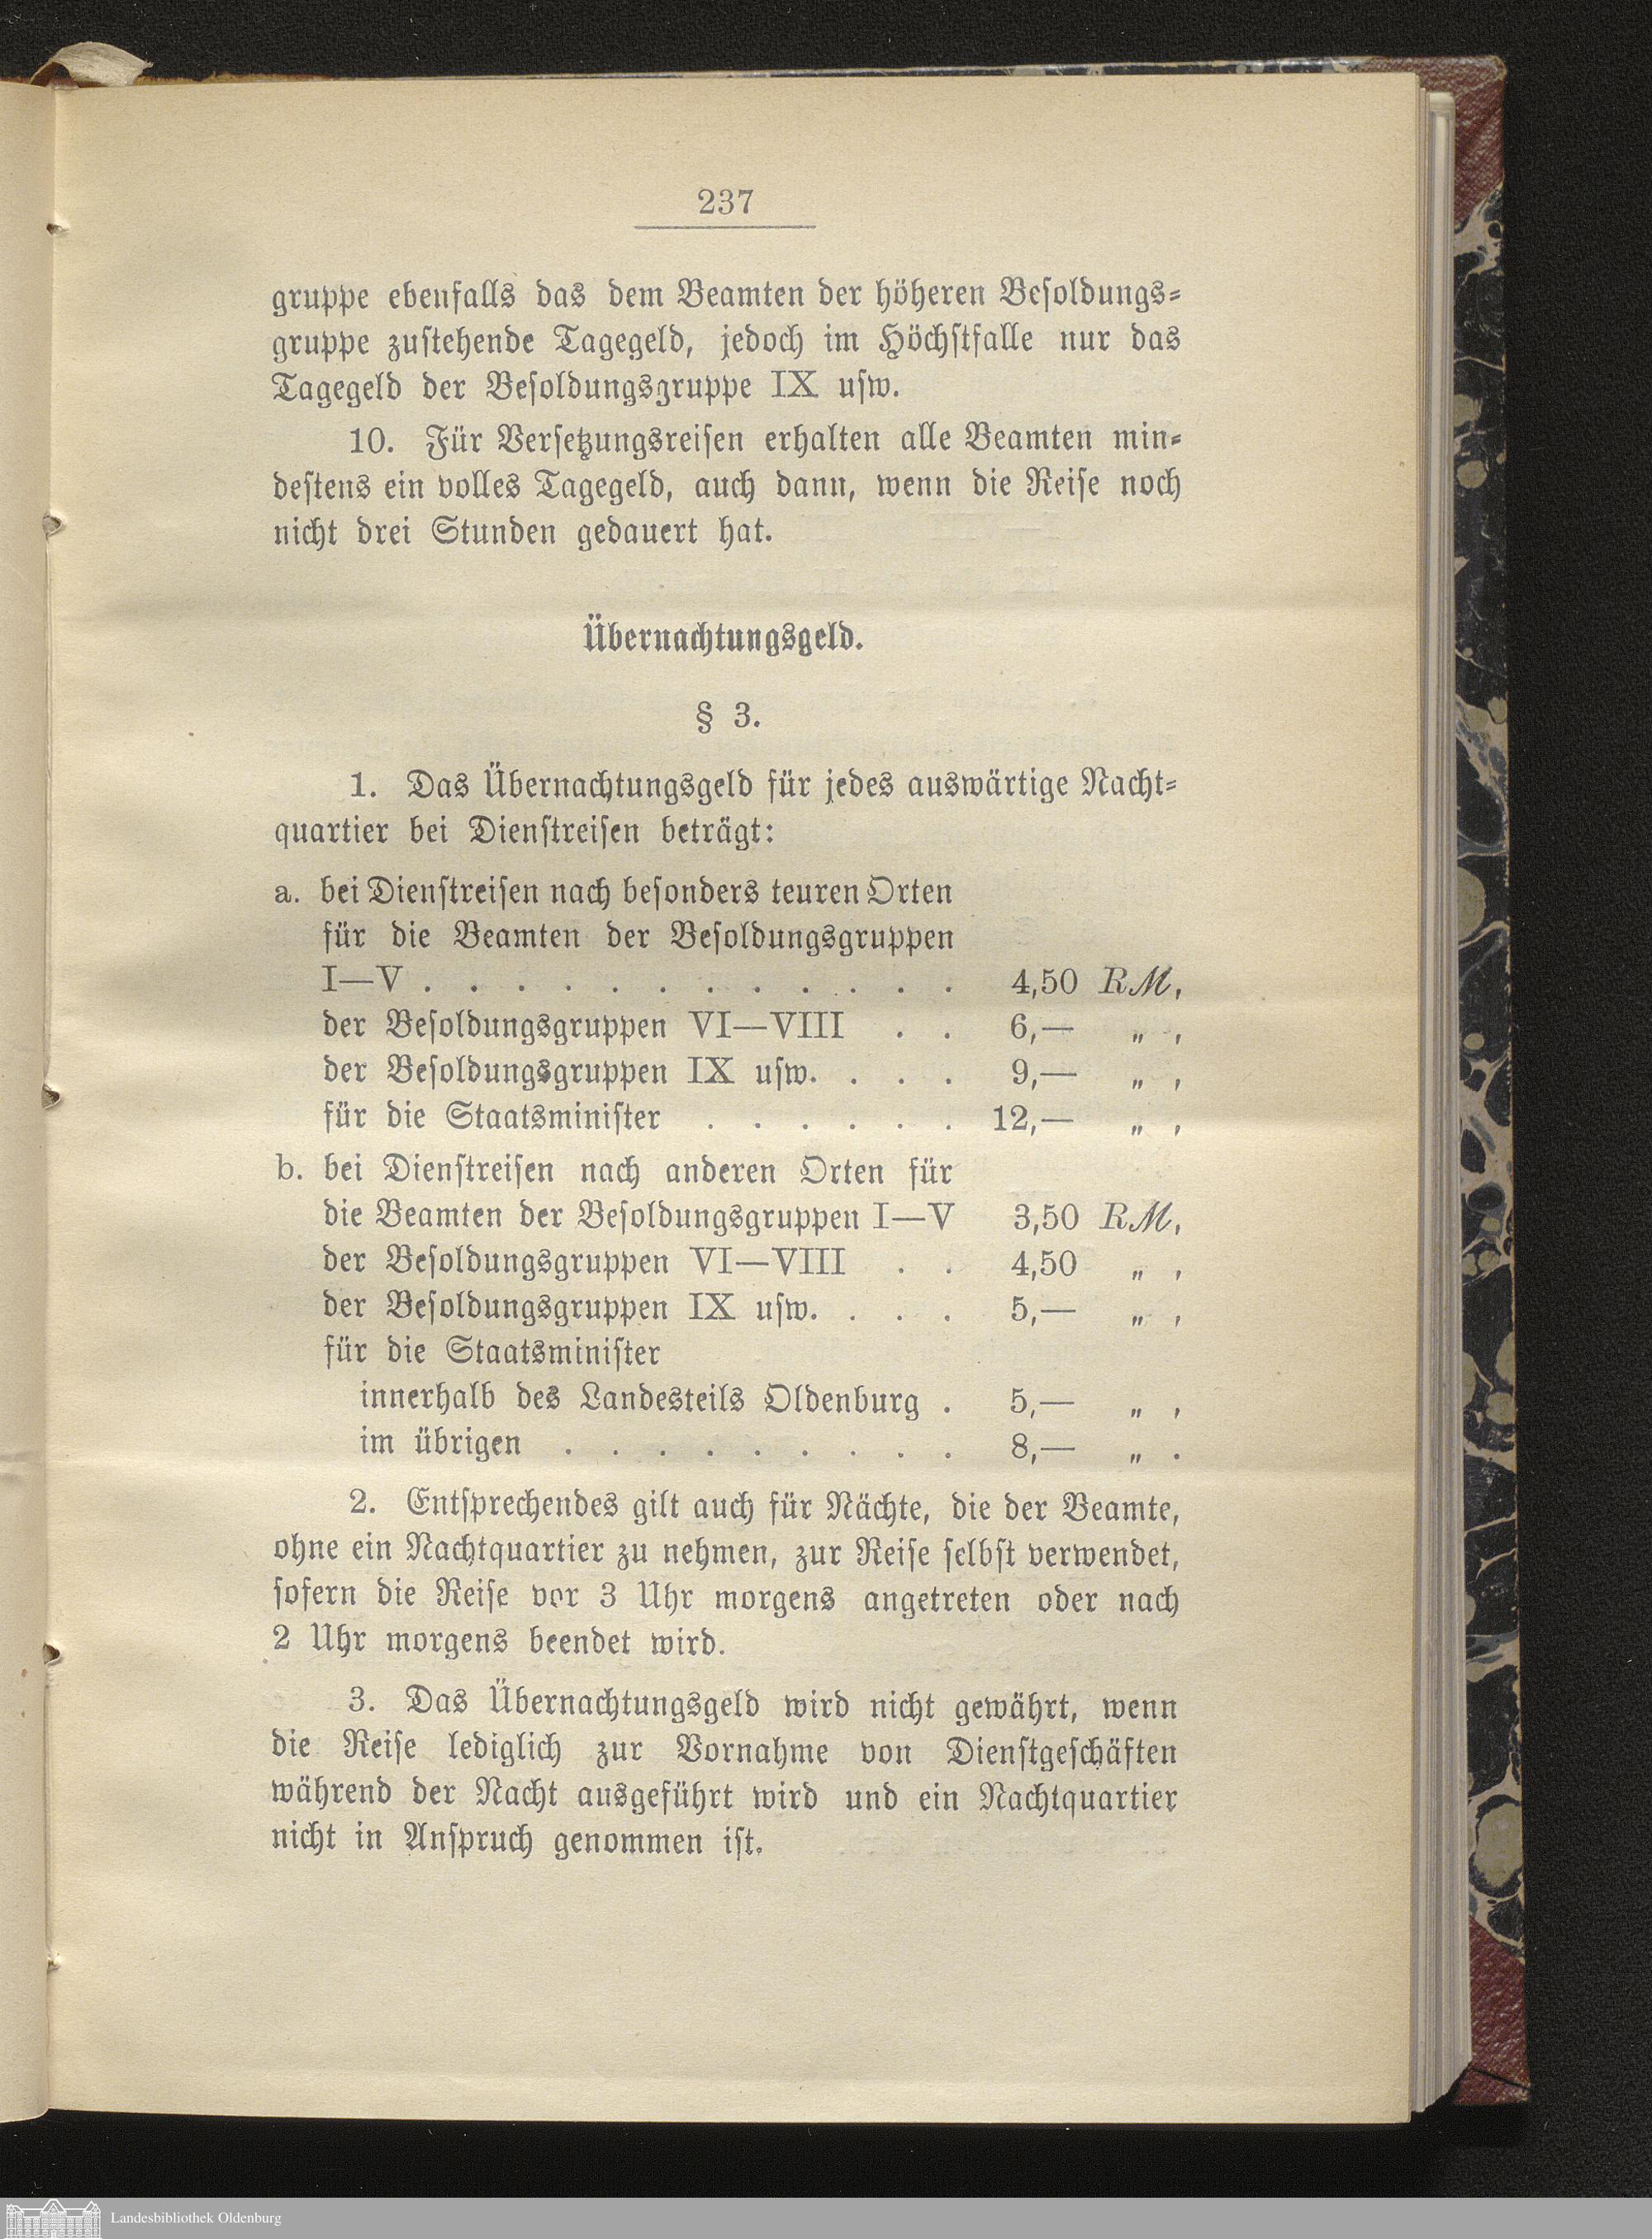 237
gruppe ebenfalls das dem Beamten der höheren Besoldungs-
gruppe zustehende Tagegeld, jedoch im Höchstfalle nur das
Tagegeld der Besoldungsgruppe IX usw.
10. Für Versetzungsreisen erhalten alle Beamten min-
destens ein volles Tagegeld, auch dann, wenn die Reise noch
nicht drei Stunden gedauert hat.
Übernachtungsgeld.
§ 3.
1. Das Übernachtungsgeld für jedes auswärtige Nacht-
quartier bei Dienstreisen beträgt:
a. bei Dienstreisen nach besonders teuren Orten
für die Beamten der Besoldungsgruppen
I—V . . . . . . . . . . . . 4,50 RM,
der Besoldungsgruppen VI—VIII . . 6,— „ ,
der Besoldungsgruppen IX usw. . . . 9,— „ ,
für die Staatsminister . . . . . . 12,— „ ,
b. bei Dienstreisen nach anderen Orten für
die Beamten der Besoldungsgruppen I—V 3,50 RM,
der Besoldungsgruppen VI—VIII . . 4,50 „ ,
der Besoldungsgruppen IX usw. . . . 5,— „ ,
für die Staatsminister
innerhalb des Landesteils Oldenburg . 5,— „ ,
im übrigen . . . . . . . . . 8,— „ .
2. Entsprechendes gilt auch für Nächte, die der Beamte,
ohne ein Nachtquartier zu nehmen, zur Reise selbst verwendet,
sofern die Reise vor 3 Uhr morgens angetreten oder nach
2 Uhr morgens beendet wird.
3. Das Übernachtungsgeld wird nicht gewährt, wenn
die Reise lediglich zur Vornahme von Dienstgeschäften
während der Nacht ausgeführt wird und ein Nachtquartier
nicht in Anspruch genommen ist.
Landesbibliothek Oldenburg